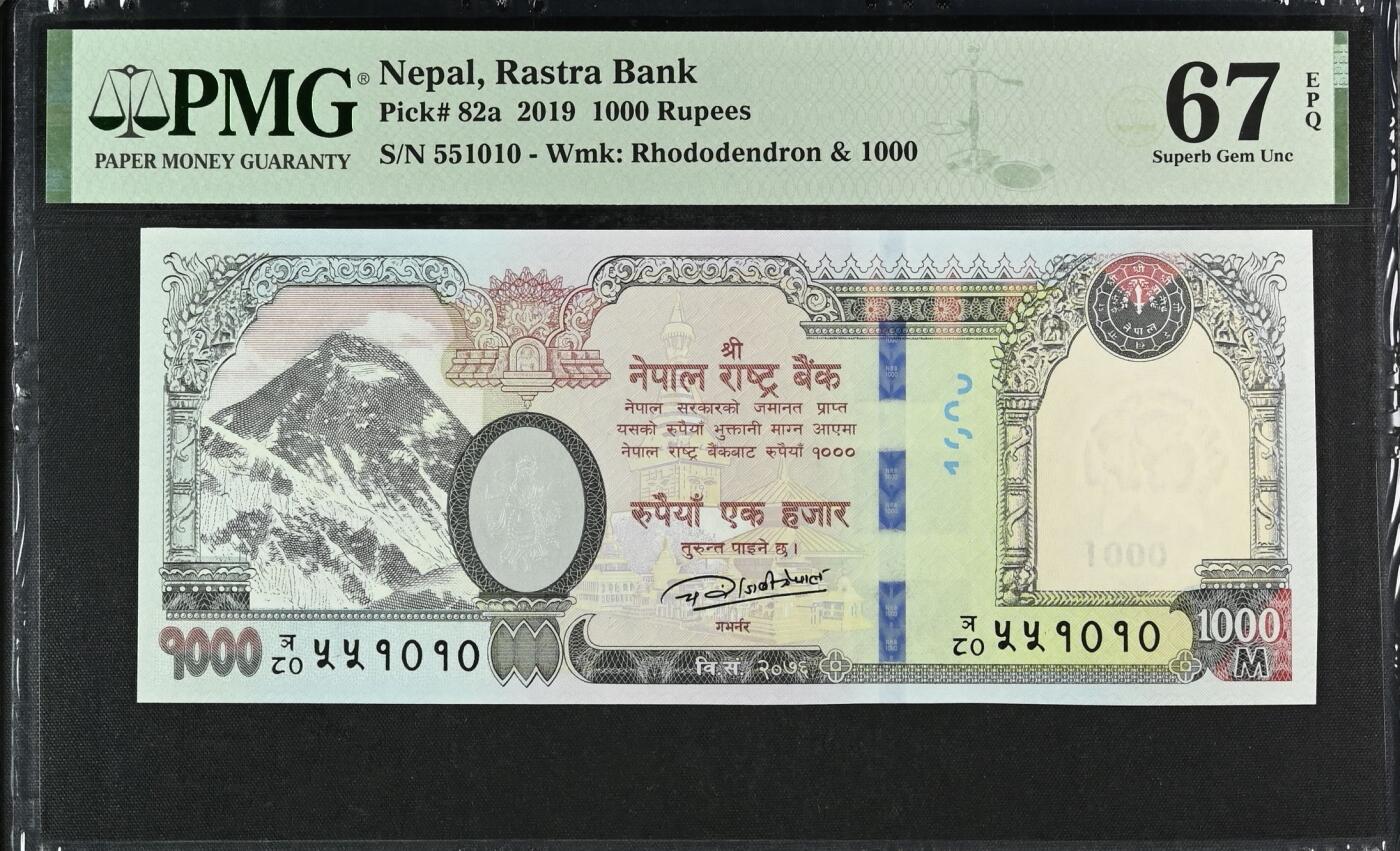 PMG®
PAPER MONEY GUARANTY
Nepal, Rastra Bank
Pick# 82a 2019 1000 Rupees
S/N 551010 - Wmk: Rhododendron & 1000
67
EPQ
Superb Gem Unc
श्री
नेपाल राष्ट्र बैंक
नेपाल सरकारको जमानत प्राप्त
यसको रुपैयाँ भुक्तानी माग्न आएमा
नेपाल राष्ट्र बैंकबाट रुपैयाँ १०००
रुपैयाँ एक हजार
तुरुन्त पाइने छ।
गभर्नर
वि.सं. २०७६
१०००
ञ
८०
५५१०१०
ञ
८०
५५१०१०
1000
M
NRB
1000